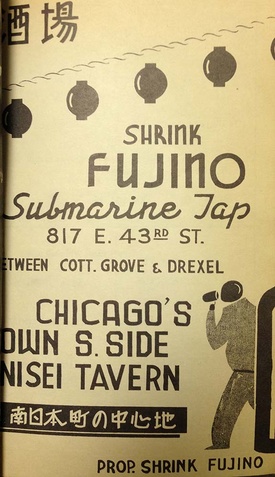 酒場
SHRINK
FUJINO
Submarine Tap
817 E. 43RD ST.
ETWEEN COTT. GROVE & DREXEL
CHICAGO'S
OWN S. SIDE
NISEI TAVERN
南日本町の中心地
PROP. SHRINK FUJINO